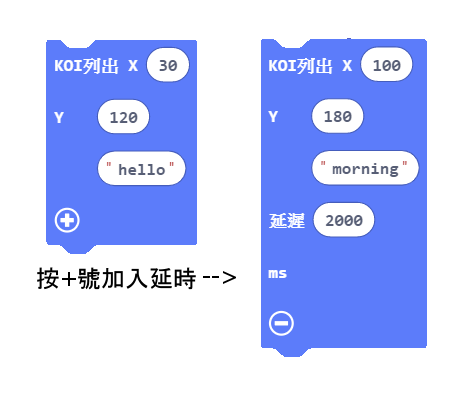 KOI列出 X 30
Y 120
"hello"
按+號加入延時-->
KOI列出 X 100
Y 180
"morning"
延遲 2000
ms